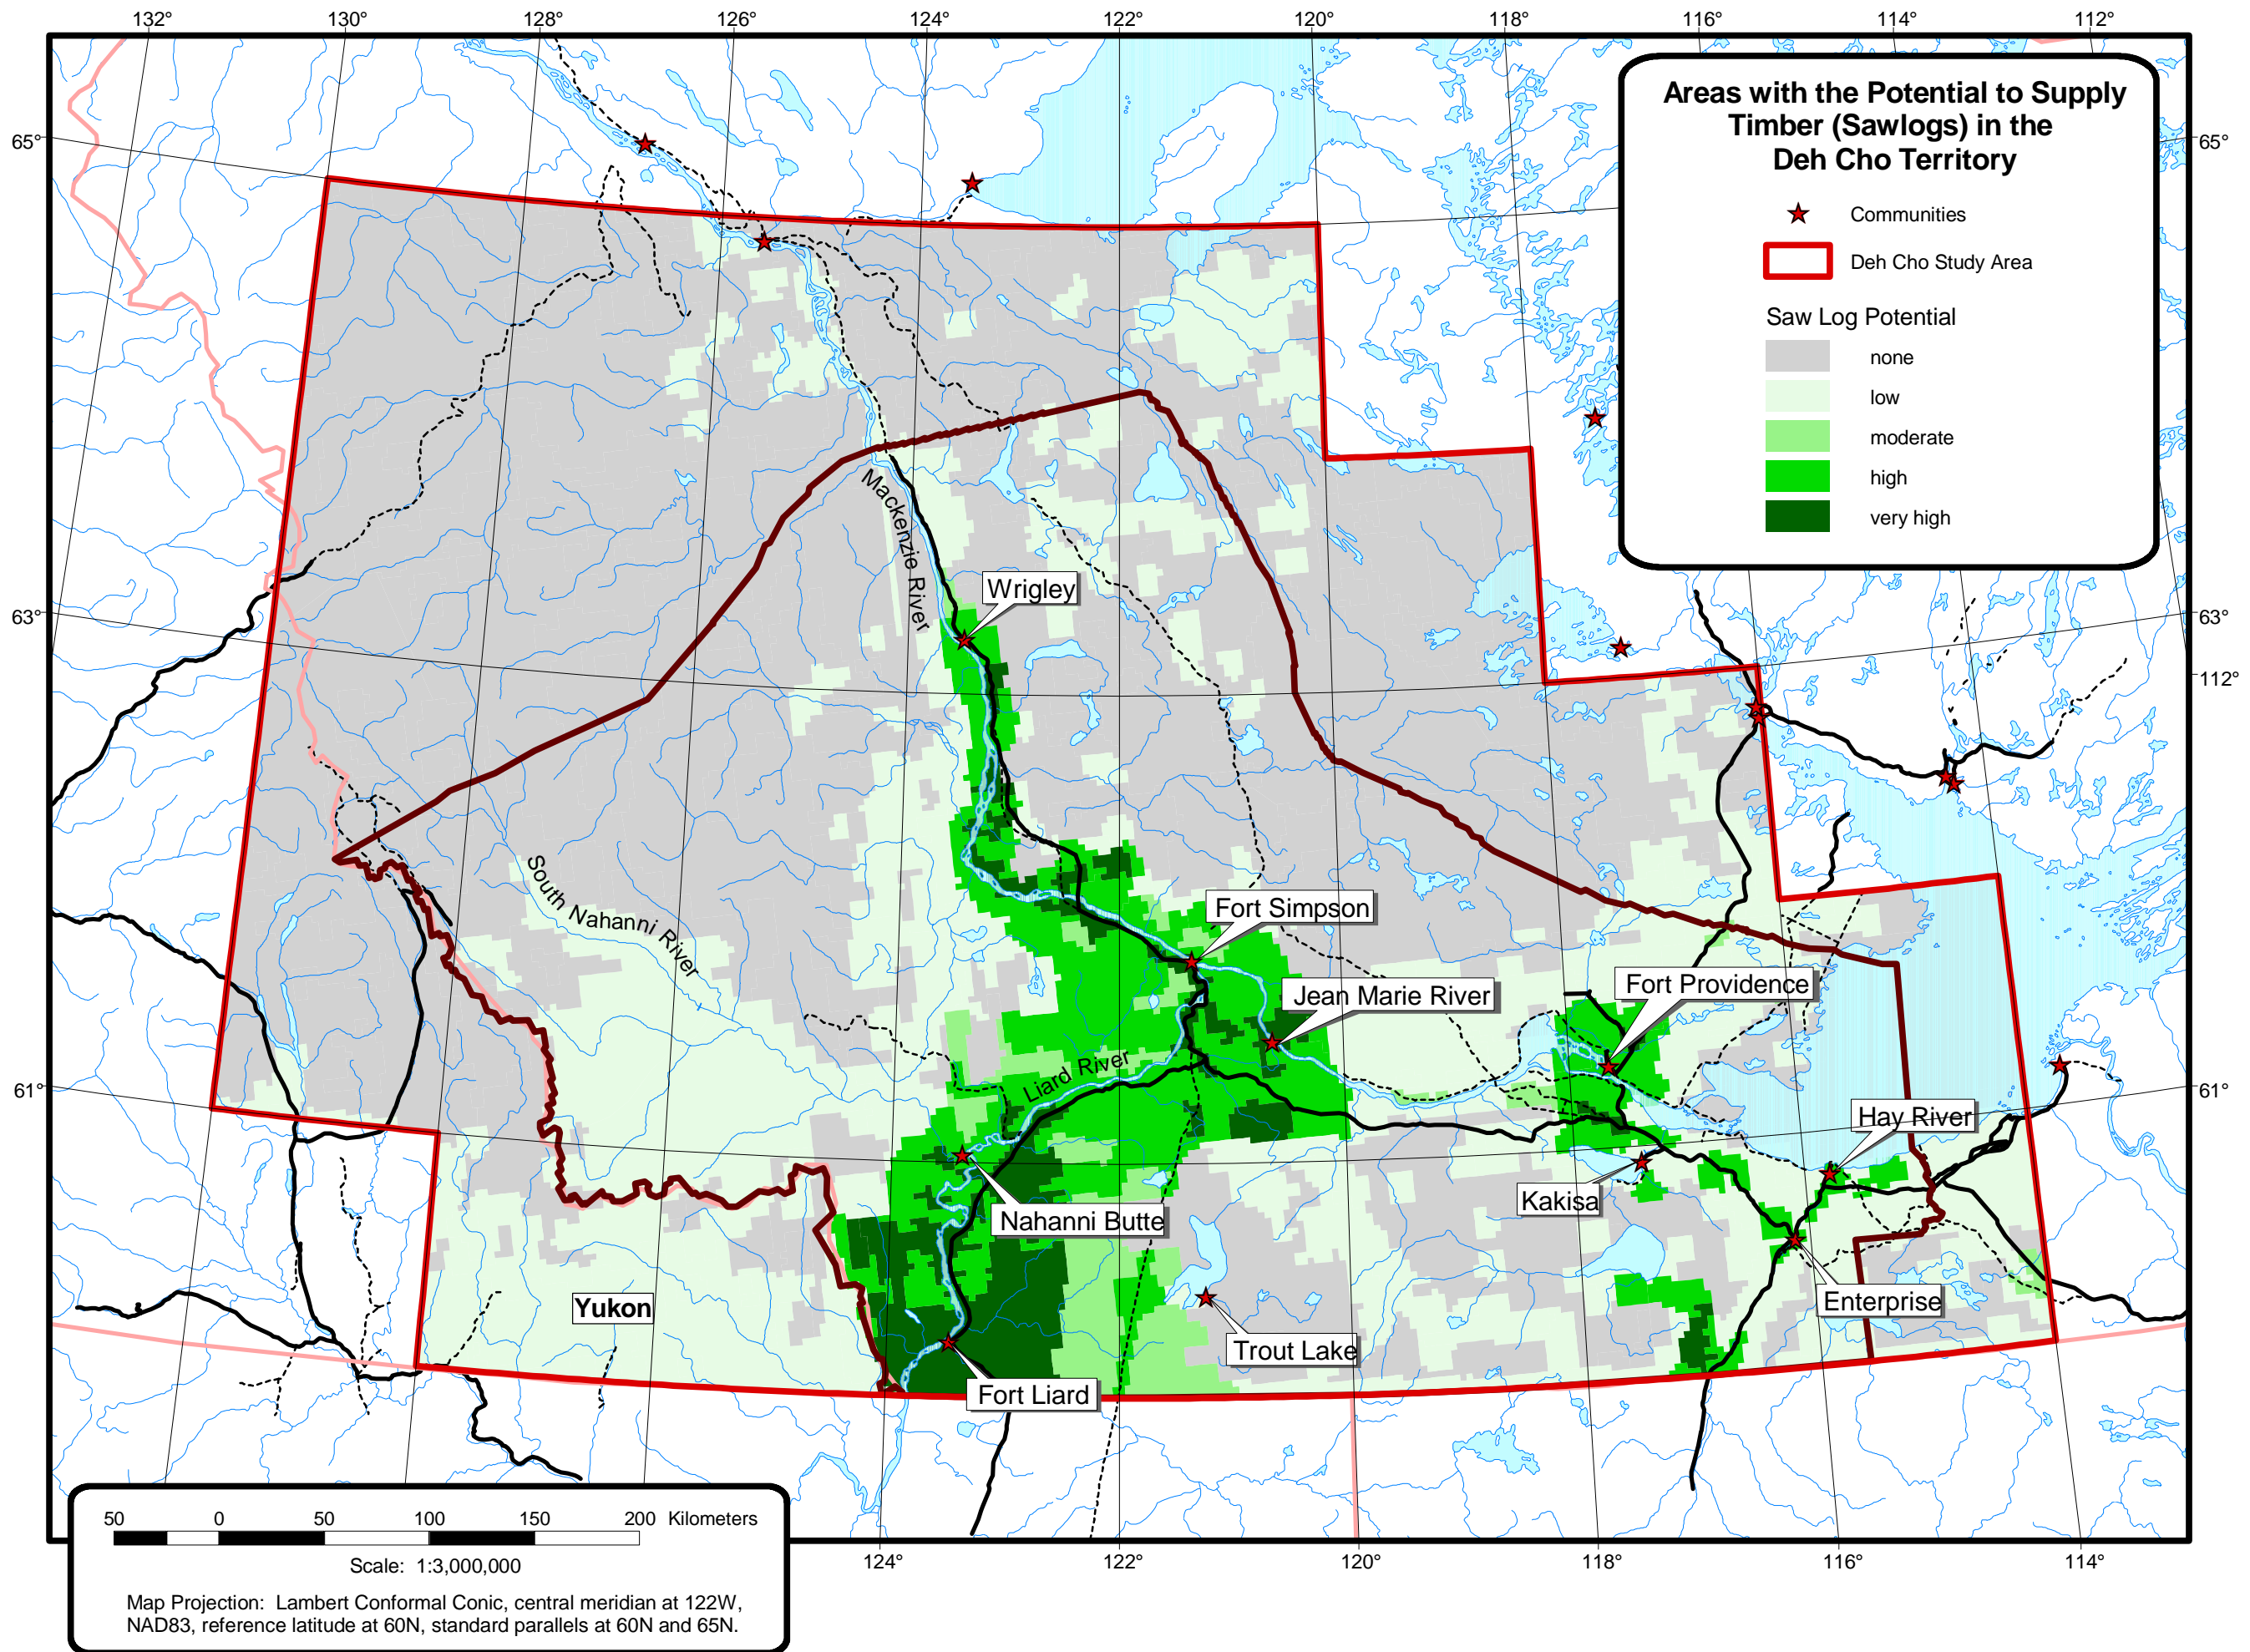 132°
130°
128°
126°
124°
122°
120°
118°
116°
114°
112°
65°
65°
Areas with the Potential to Supply
Timber (Sawlogs) in the
Deh Cho Territory
Communities
Deh Cho Study Area
Saw Log Potential
none
low
moderate
high
very high
Mackenzie River
Wrigley
63°
63°
112°
South Nahanni River
Fort Simpson
Fort Providence
Jean Marie River
Liard River
61°
61°
Hay River
Kakisa
Nahanni Butte
Yukon
Enterprise
Trout Lake
Fort Liard
50
0
50
100
150
200
Kilometers
Scale: 1:3,000,000
Map Projection: Lambert Conformal Conic, central meridian at 122W,
NAD83, reference latitude at 60N, standard parallels at 60N and 65N.
124°
122°
120°
118°
116°
114°